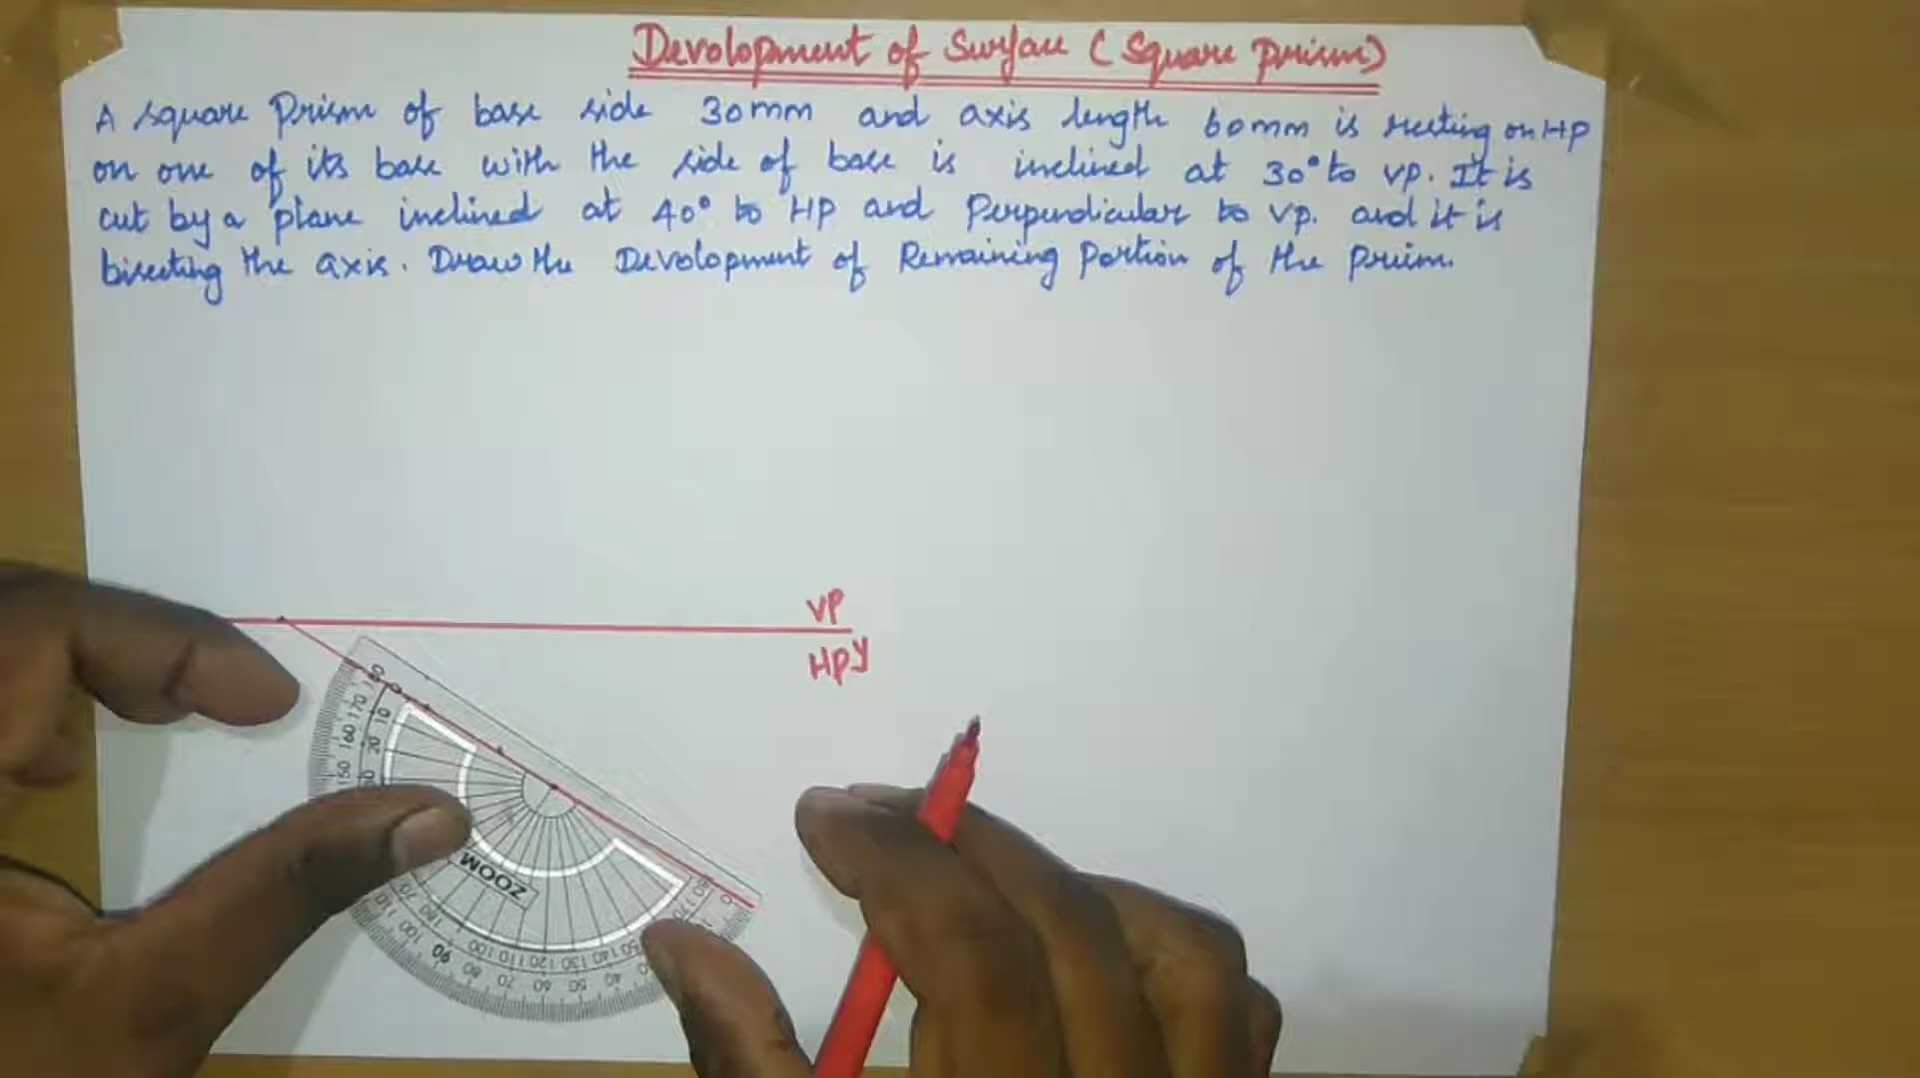 Devolopment of Surface (Square Prism)
A square Prism of base side 30mm and axis length 60mm is resting on HP
on one of its base with the side of base is inclined at 30° to VP. It is
cut by a plane inclined at 40° to HP and Perpendicular to VP. and it is
bisecting the axis. Draw the Devolopment of Remaining Portion of the Prism.
VP
HP Y
ZOOM